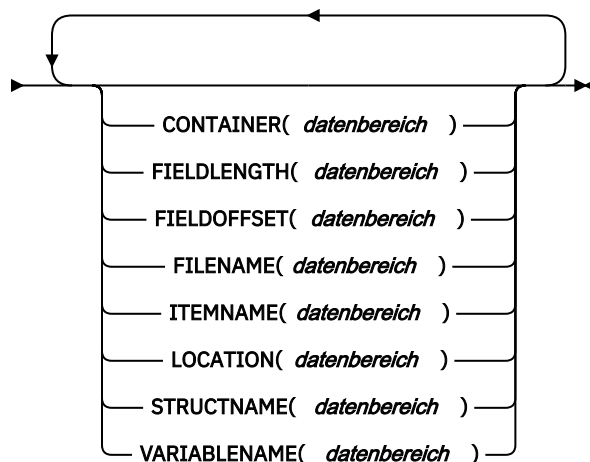 CONTAINER( datenbereich )
FIELDLENGTH( datenbereich )
FIELDOFFSET( datenbereich )
FILENAME( datenbereich )
ITEMNAME( datenbereich )
LOCATION( datenbereich )
STRUCTNAME( datenbereich )
VARIABLENAME( datenbereich )